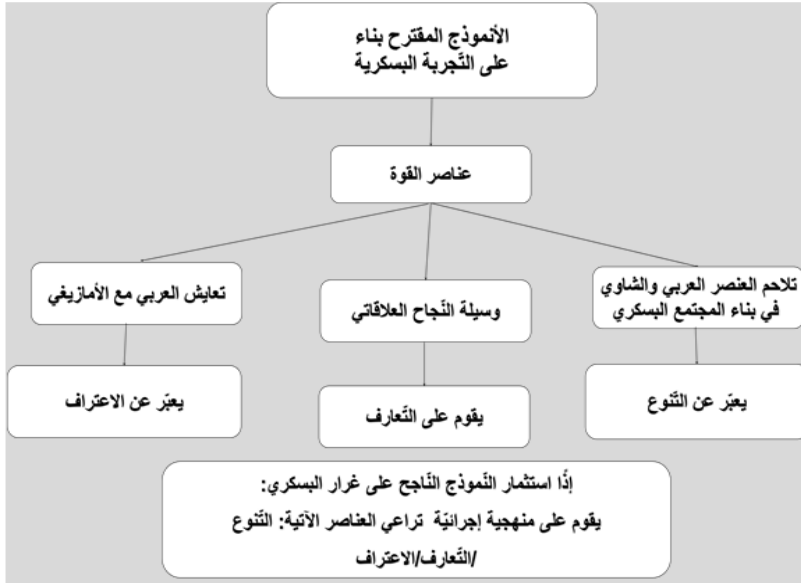 الأنموذج المقترح بناء
على التّجربة البسكرية
عناصر القوة
تلاهم العنصر العربي والشاوي
في بناء المجتمع البسكري
وسيلة النّجاح العلاقاتي
تعايش العربي مع الأمازيغي
يعبّر عن التّنوع
يقوم على التّعارف
يعبّر عن الاعتراف
إذًا استثمار النّموذج النّاجح على غرار البسكري:
يقوم على منهجية إجرائيّة تراعي العناصر الآتية: التّنوع
/التّعارف/الاعتراف